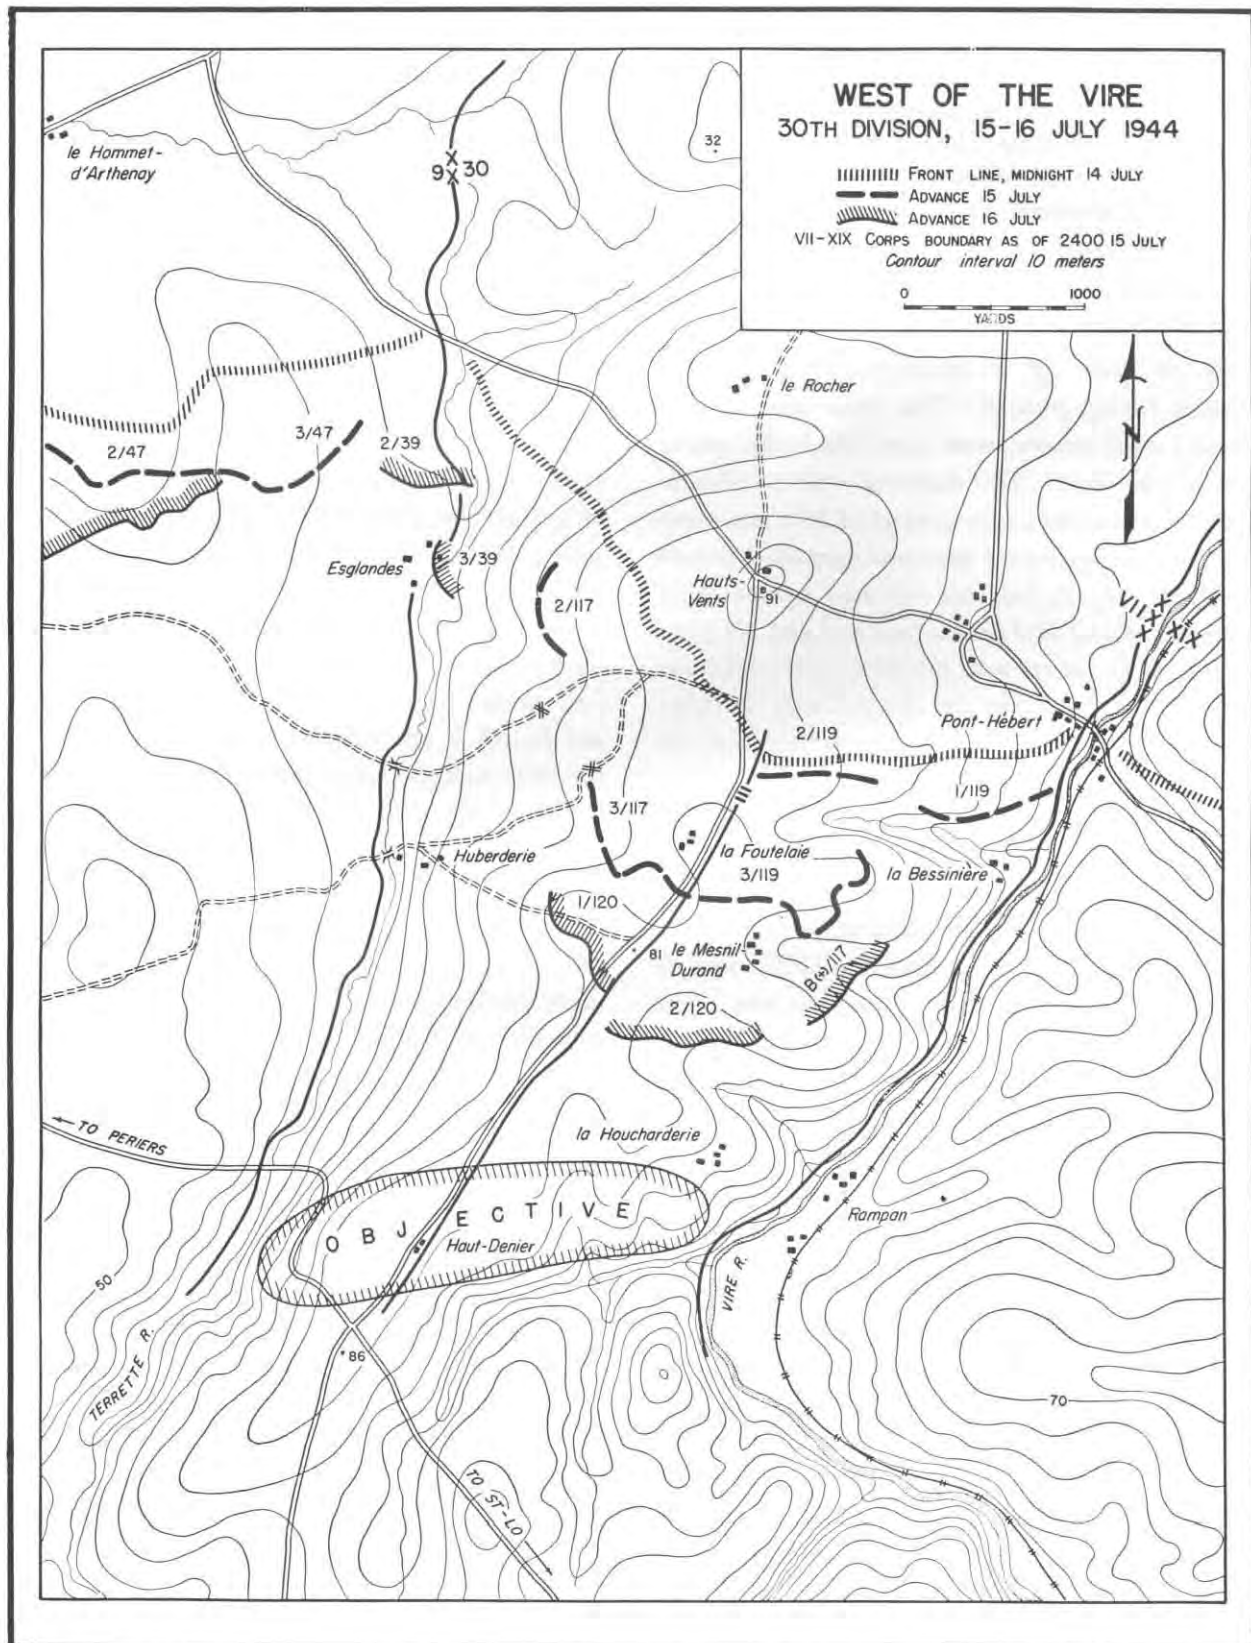 WEST OF THE VIRE
30TH DIVISION, 15-16 JULY 1944
FRONT LINE, MIDNIGHT 14 JULY
ADVANCE 15 JULY
ADVANCE 16 JULY
VII-XIX CORPS BOUNDARY AS OF 2400 15 JULY
Contour interval 10 meters
0 1000
YARDS
le Hommet-
d'Arthenay
32
9 XX 30
le Rocher
N
3/47
2/47
2/39
Esglandes
3/39
2/117
Hauts-
Vents
91
VII XXX XIX
Pont-Hébert
2/119
1/119
3/117
Huberderie
la Foutelaie
3/119
la Bessinière
1/120
81
le Mesnil-
Durand
B(+)/117
2/120
TO PERIERS
la Houcharderie
OBJECTIVE
Haut-Denier
Rampan
VIRE R.
50
TERRETTE R.
86
70
TO ST-LO